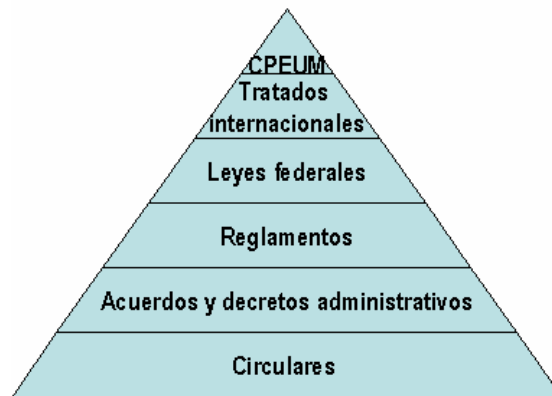 CPEUM
Tratados
internacionales
Leyes federales
Reglamentos
Acuerdos y decretos administrativos
Circulares